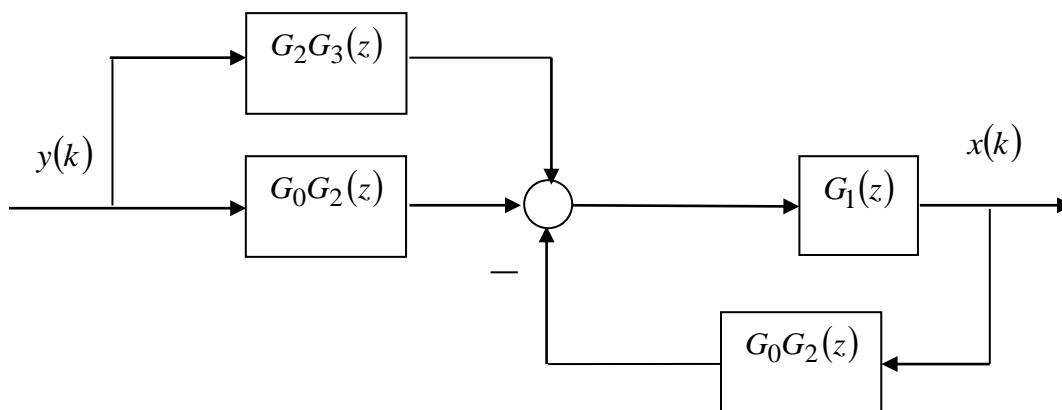 G₂G₃(z)
y(k)
G₀G₂(z)
G₁(z)
x(k)
−
G₀G₂(z)